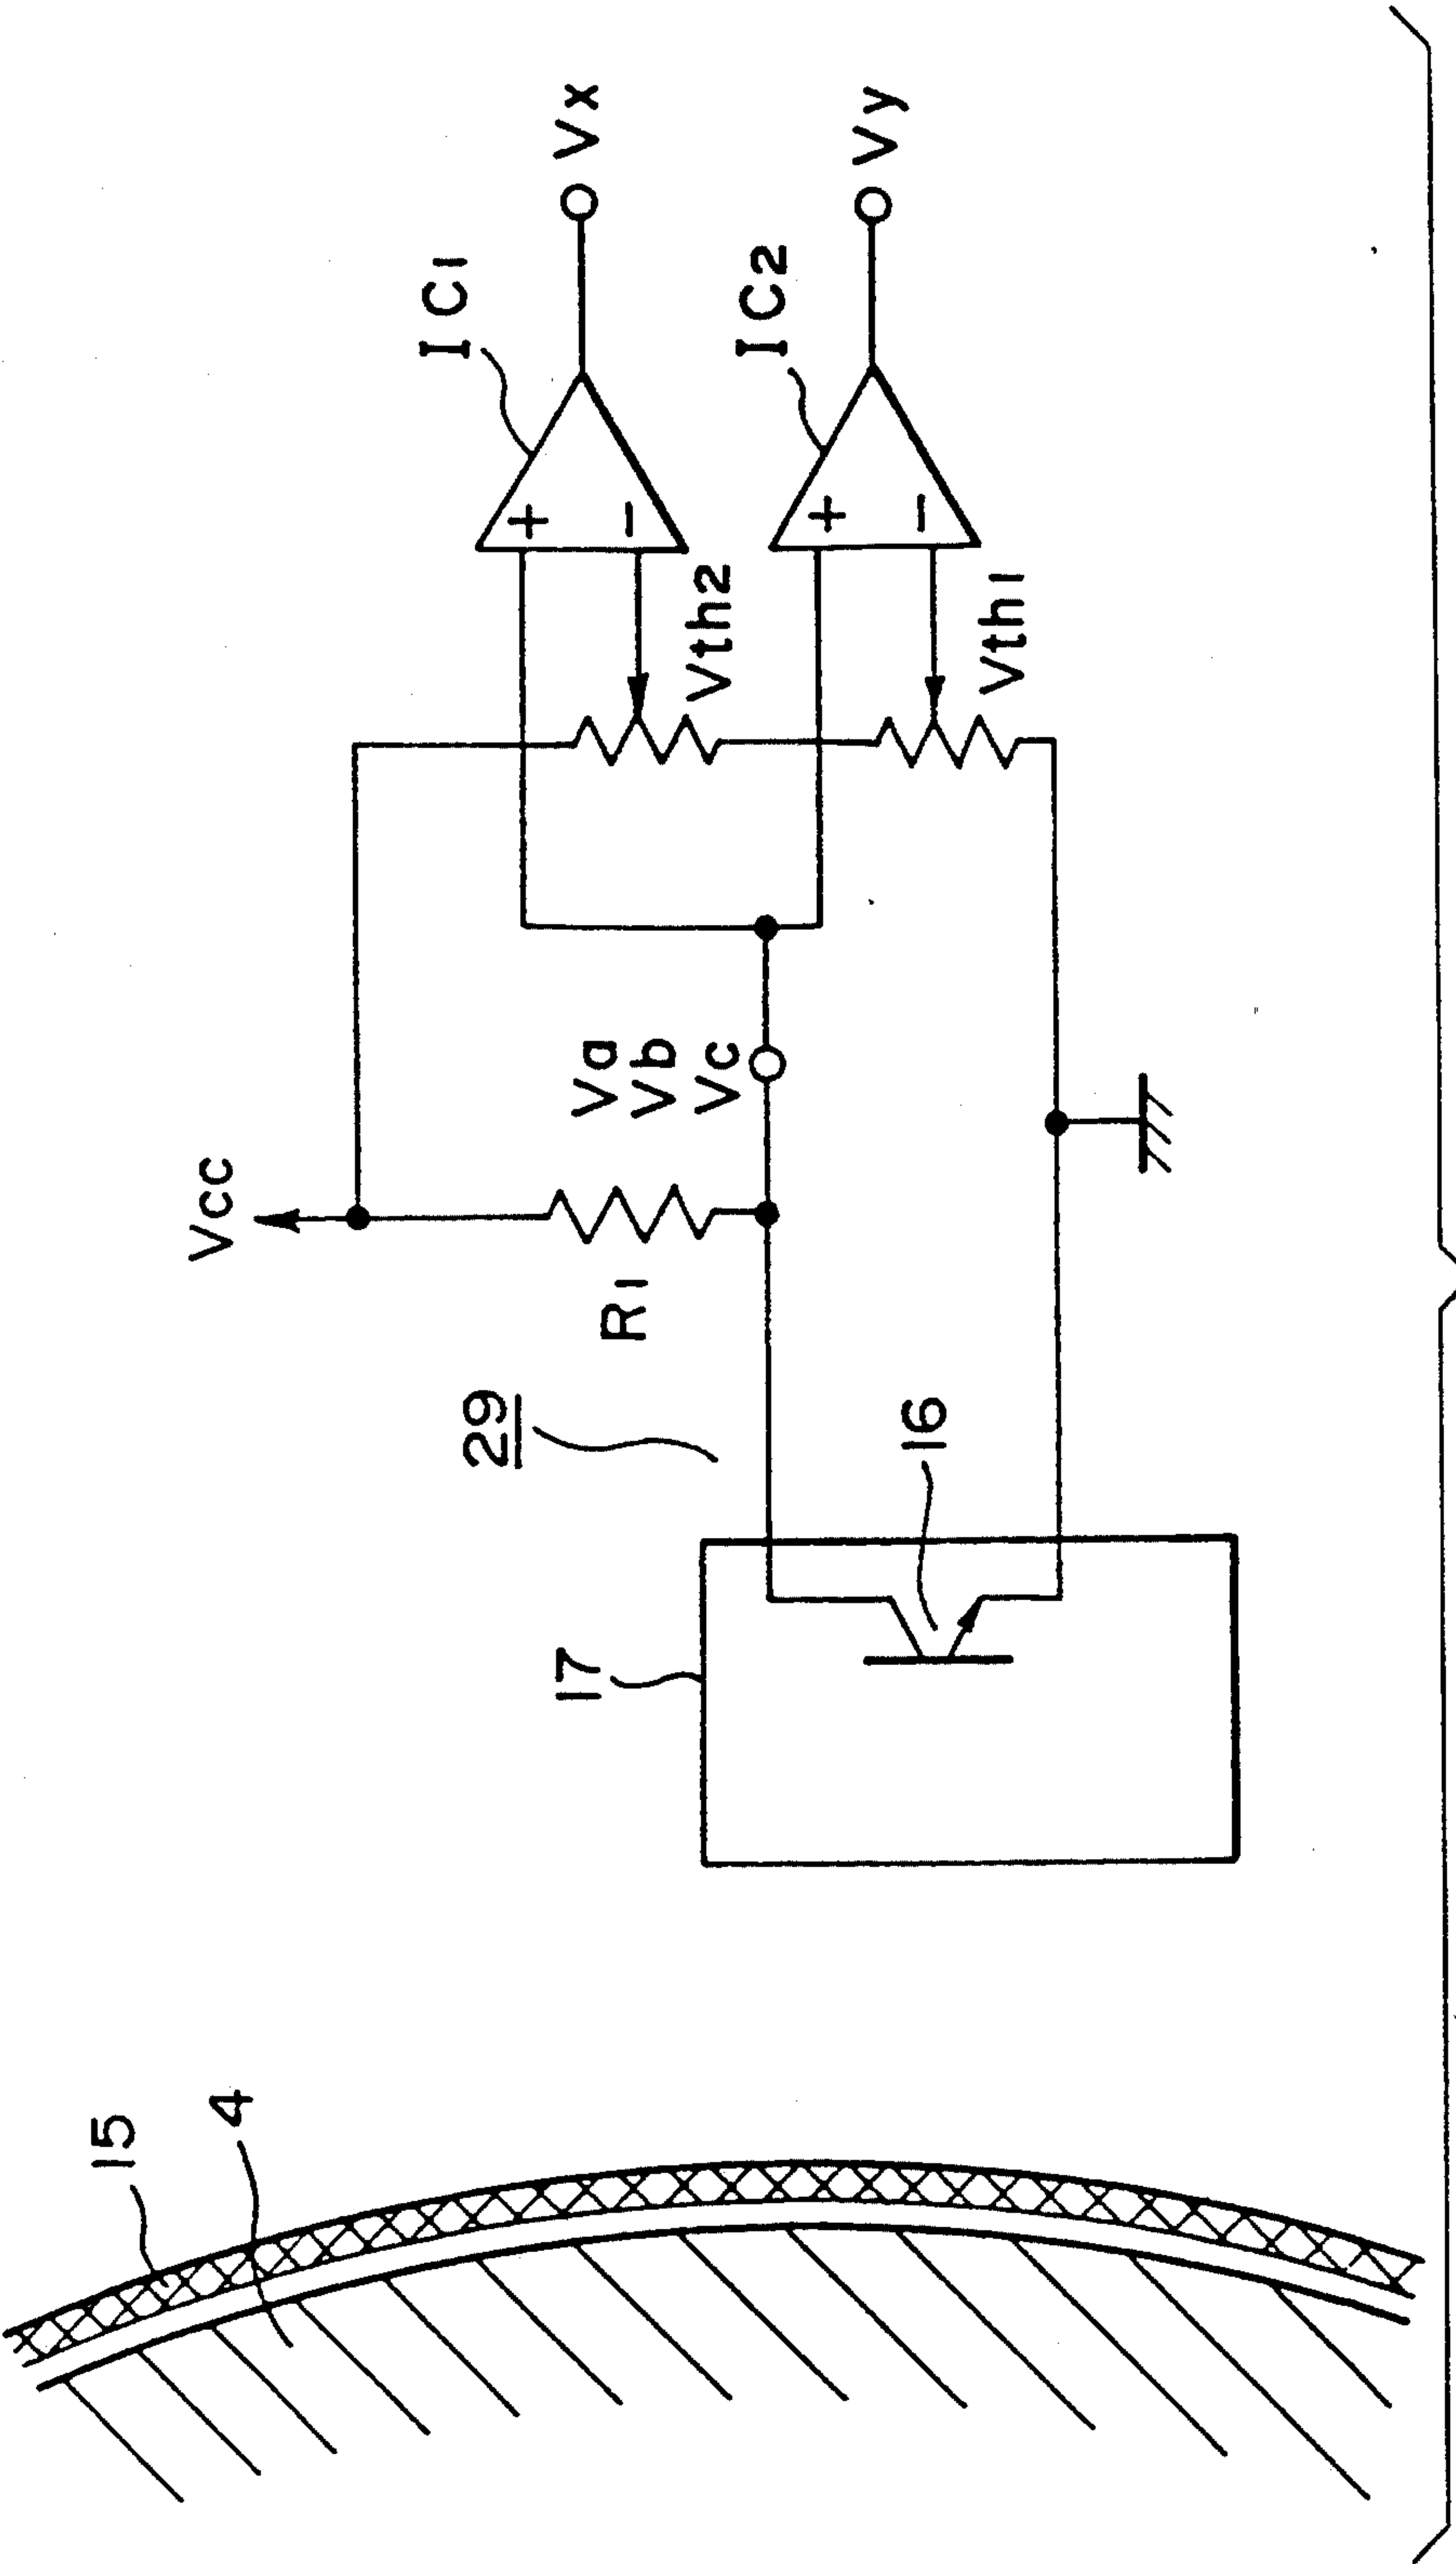 15
4
17
16
29
Vcc
R1
Va
Vb
Vc
Vth2
Vth1
+
−
+
−
IC1
IC2
Vx
Vy